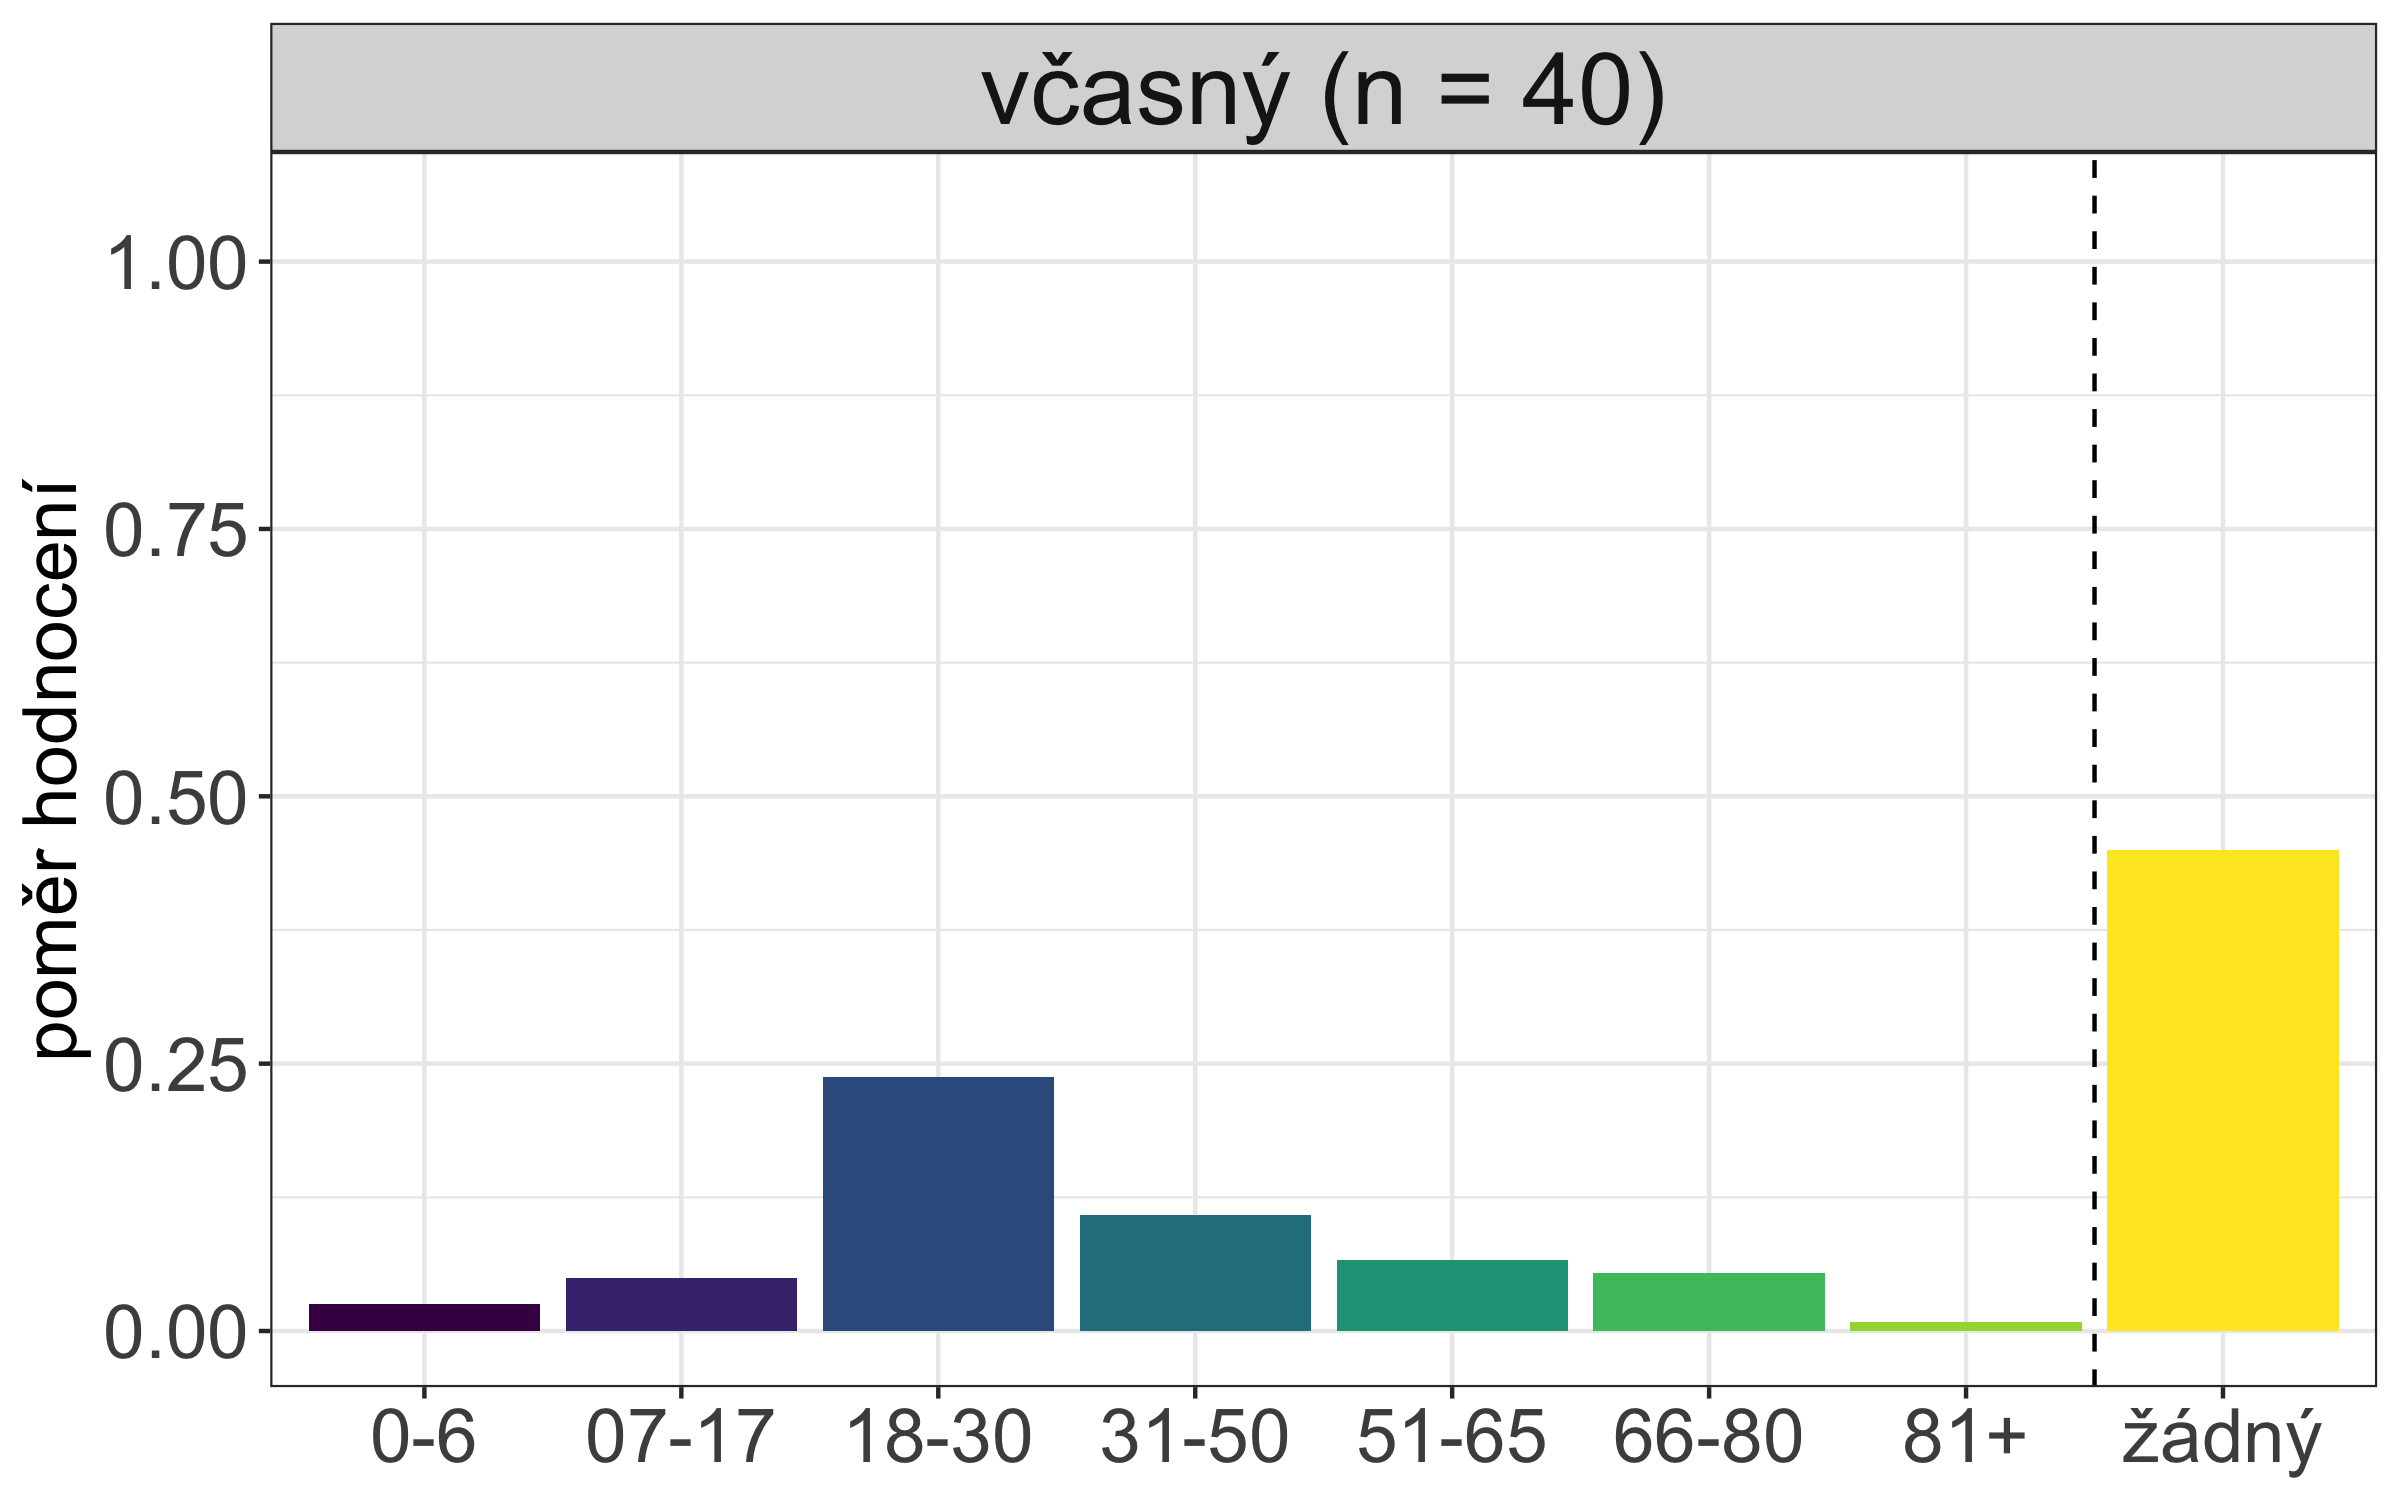 včasný (n = 40)
poměr hodnocení
1.00
0.75
0.50
0.25
0.00
0-6 07-17 18-30 31-50 51-65 66-80 81+ žádný